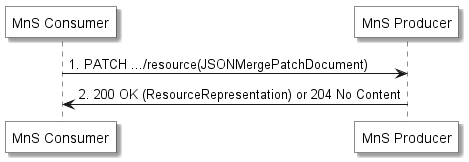 MnS Consumer
MnS Producer
1. PATCH .../resource(JSONMergePatchDocument)
2. 200 OK (ResourceRepresentation) or 204 No Content
MnS Consumer
MnS Producer